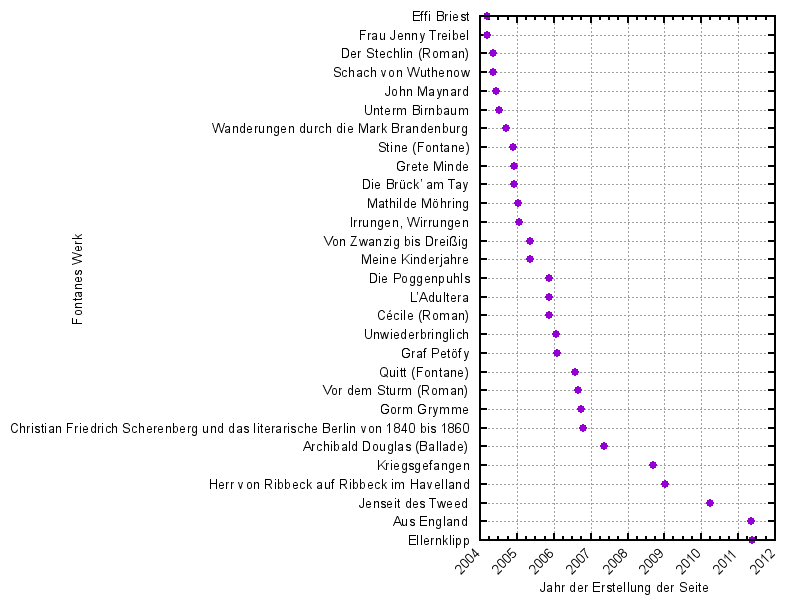 Effi Briest
Frau Jenny Treibel
Der Stechlin (Roman)
Schach von Wuthenow
John Maynard
Unterm Birnbaum
Wanderungen durch die Mark Brandenburg
Stine (Fontane)
Grete Minde
Die Brück' am Tay
Mathilde Möhring
Irrungen, Wirrungen
Von Zwanzig bis Dreißig
Meine Kinderjahre
Die Poggenpuhls
L'Adultera
Cécile (Roman)
Unwiederbringlich
Graf Petöfy
Quitt (Fontane)
Vor dem Sturm (Roman)
Gorm Grymme
Christian Friedrich Scherenberg und das literarische Berlin von 1840 bis 1860
Archibald Douglas (Ballade)
Kriegsgefangen
Herr von Ribbeck auf Ribbeck im Havelland
Jenseit des Tweed
Aus England
Ellernklipp
Fontanes Werk
2004 2005 2006 2007 2008 2009 2010 2011 2012
Jahr der Erstellung der Seite